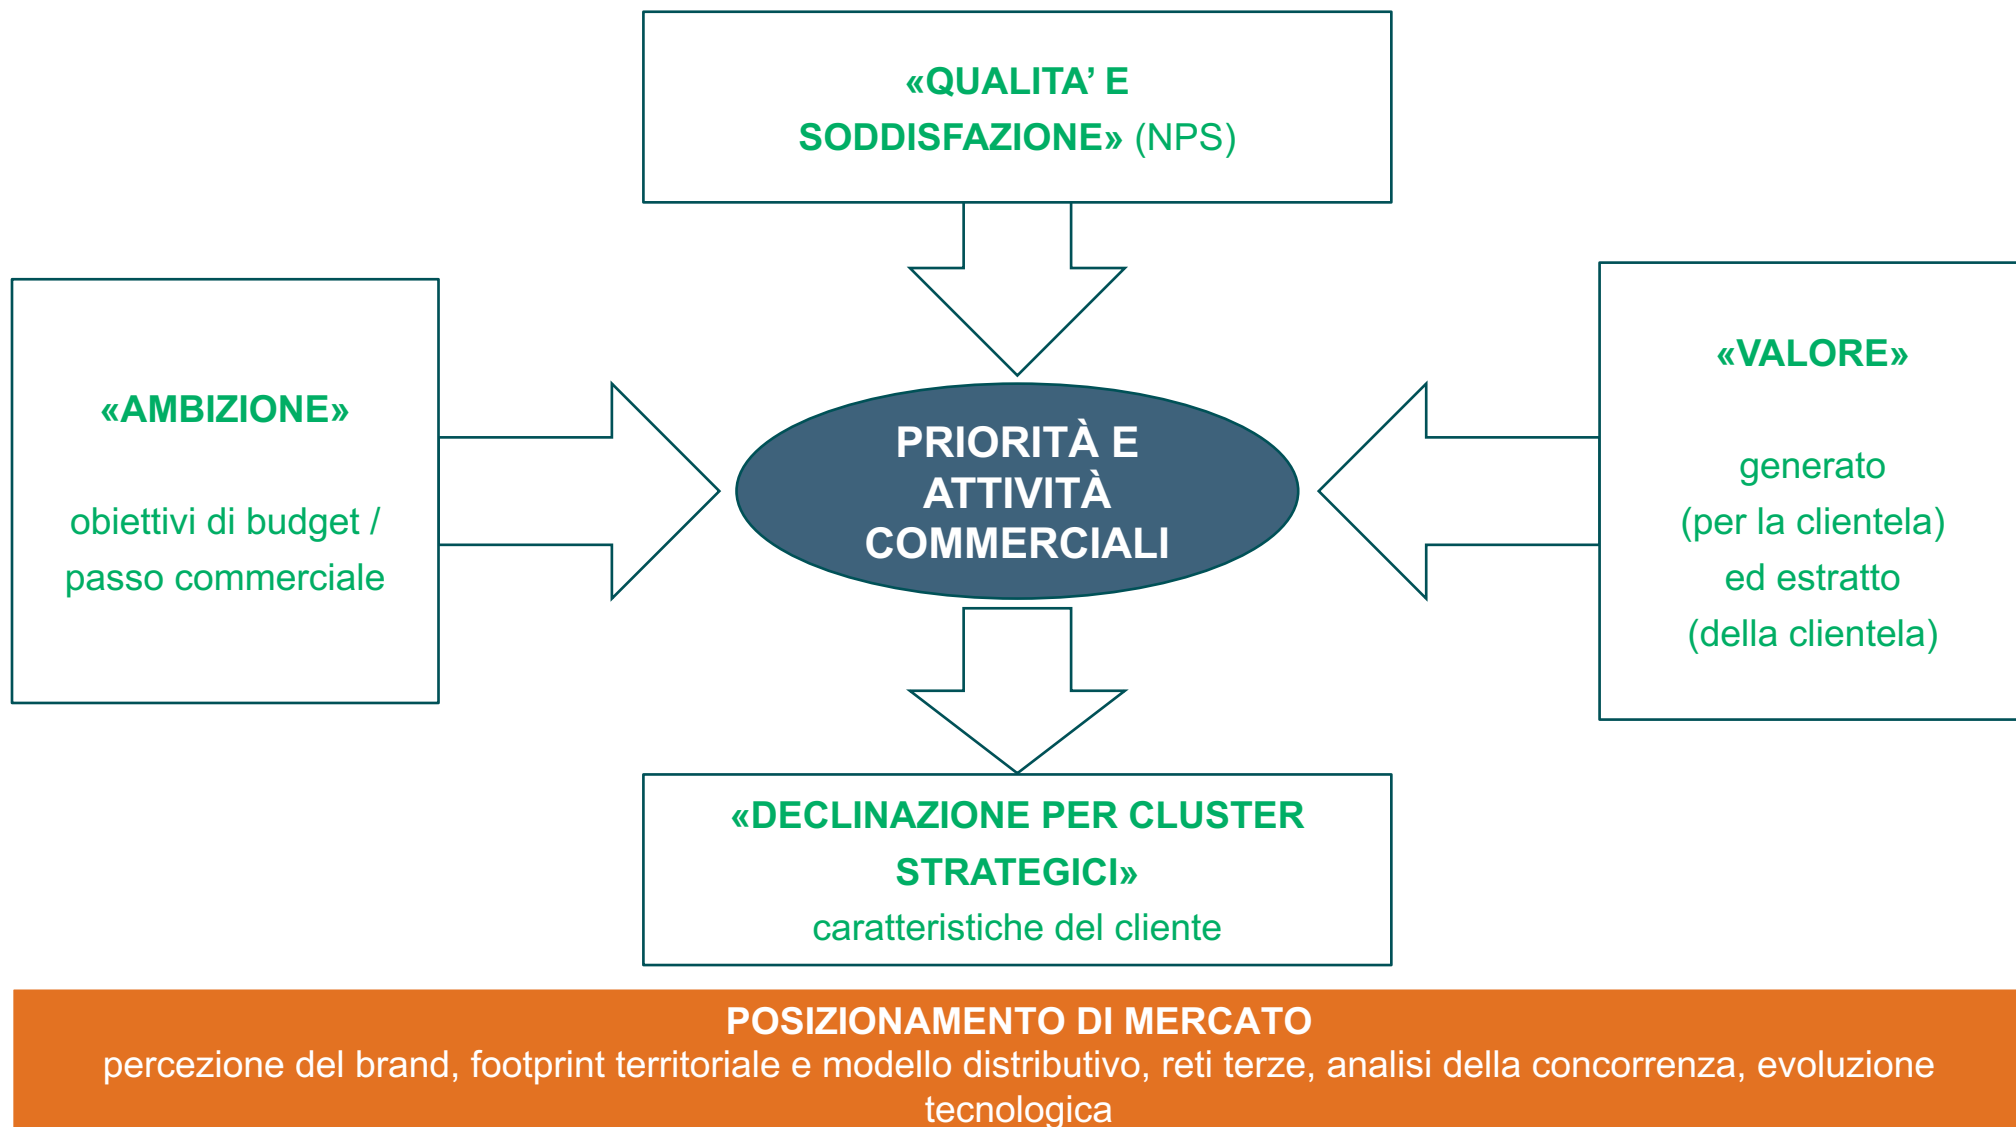 «QUALITA’ E
SODDISFAZIONE» (NPS)
«AMBIZIONE»
obiettivi di budget /
passo commerciale
PRIORITÀ E
ATTIVITÀ
COMMERCIALI
«VALORE»
generato
(per la clientela)
ed estratto
(della clientela)
«DECLINAZIONE PER CLUSTER
STRATEGICI»
caratteristiche del cliente
POSIZIONAMENTO DI MERCATO
percezione del brand, footprint territoriale e modello distributivo, reti terze, analisi della concorrenza, evoluzione
tecnologica